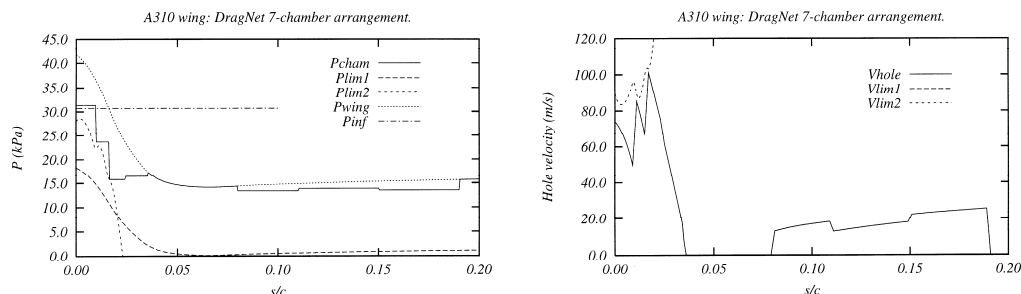 A310 wing: DragNet 7-chamber arrangement.
P (kPa)
45.0
40.0
35.0
30.0
25.0
20.0
15.0
10.0
5.0
0.0
Pcham
Plim1
Plim2
Pwing
Pinf
0.00 0.05 0.10 0.15 0.20
s/c
A310 wing: DragNet 7-chamber arrangement.
Hole velocity (m/s)
120.0
100.0
80.0
60.0
40.0
20.0
0.0
Vhole
Vlim1
Vlim2
0.00 0.05 0.10 0.15 0.20
s/c